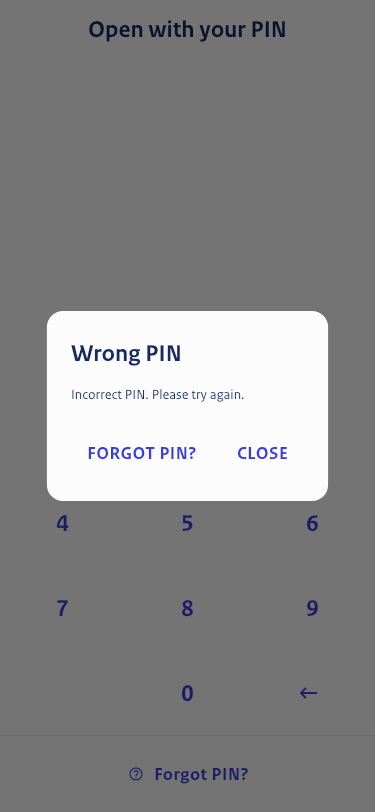 Open with your PIN
Wrong PIN
Incorrect PIN. Please try again.
FORGOT PIN? CLOSE
4 5 6
7 8 9
0 ←
Forgot PIN?